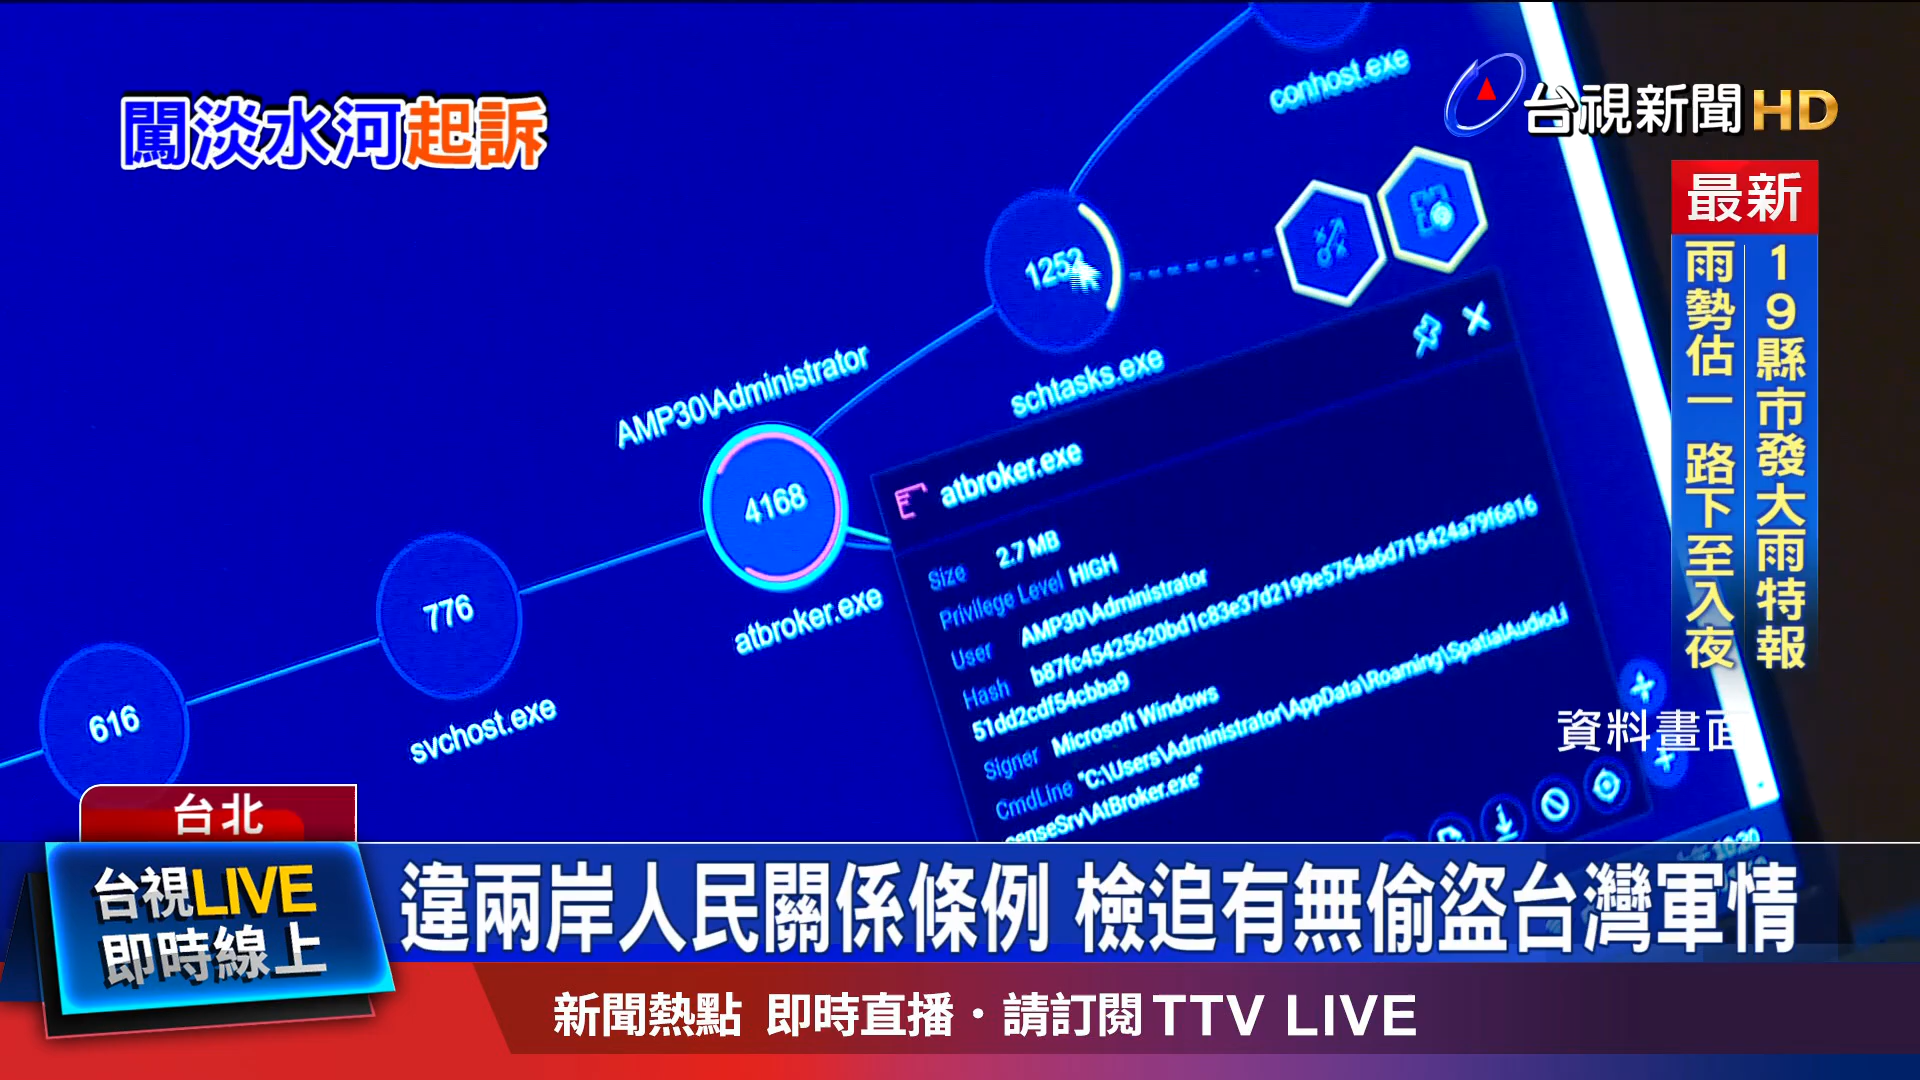 闖淡水河起訴
台視新聞HD
最新
19縣市發大雨特報
雨勢估一路下至入夜
conhost.exe
1252
schtasks.exe
AMP30\Administrator
4168
atbroker.exe
776
svchost.exe
616
atbroker.exe
Size 2.7 MB
Privilege Level HIGH
User AMP30\Administrator
Hash b87fc45425620bd1c83e37d2199e5754a6d715424a79f6816
51dd2cdf54cbba9
Signer Microsoft Windows
CmdLine "C:\Users\Administrator\AppData\Roaming\SpatialAudioLi
censeSrv\AtBroker.exe"
資料畫面
台北
台視LIVE
即時線上
違兩岸人民關係條例 檢追有無偷盜台灣軍情
新聞熱點 即時直播・請訂閱TTV LIVE